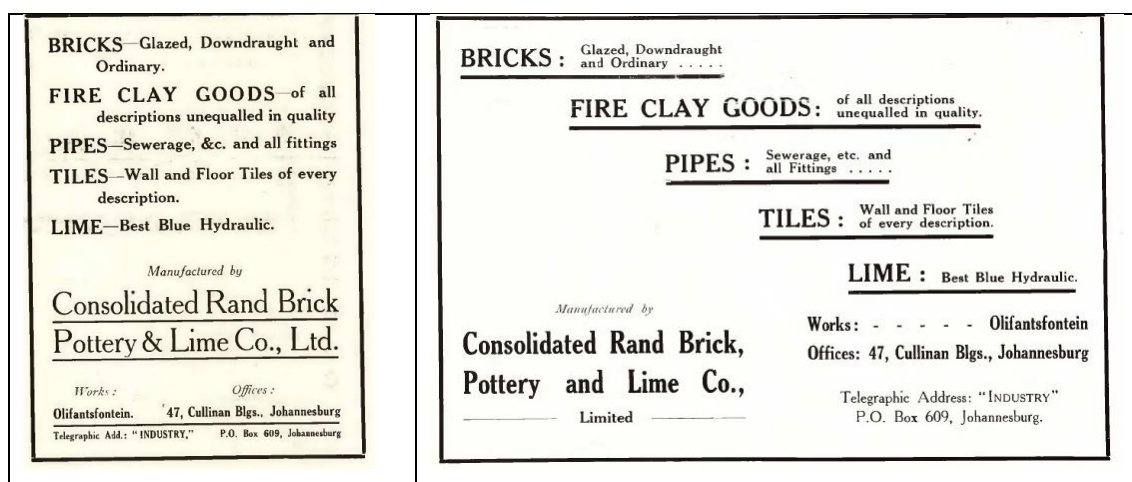 BRICKS—Glazed, Downdraught and
Ordinary.
FIRE CLAY GOODS—of all
descriptions unequalled in quality
PIPES—Sewerage, &c. and all fittings
TILES—Wall and Floor Tiles of every
description.
LIME—Best Blue Hydraulic.
Manufactured by
Consolidated Rand Brick
Pottery & Lime Co., Ltd.
Works: Offices:
Olifantsfontein. 47, Cullinan Blgs., Johannesburg
Telegraphic Add.: "INDUSTRY," P.O. Box 609, Johannesburg
BRICKS: Glazed, Downdraught
and Ordinary . . . . .
FIRE CLAY GOODS: of all descriptions
unequalled in quality.
PIPES: Sewerage, etc. and
all Fittings . . . . .
TILES: Wall and Floor Tiles
of every description.
LIME: Best Blue Hydraulic.
Manufactured by
Consolidated Rand Brick,
Pottery and Lime Co.,
Limited
Works: - - - - - Olifantsfontein
Offices: 47, Cullinan Blgs., Johannesburg
Telegraphic Address: "INDUSTRY"
P.O. Box 609, Johannesburg.